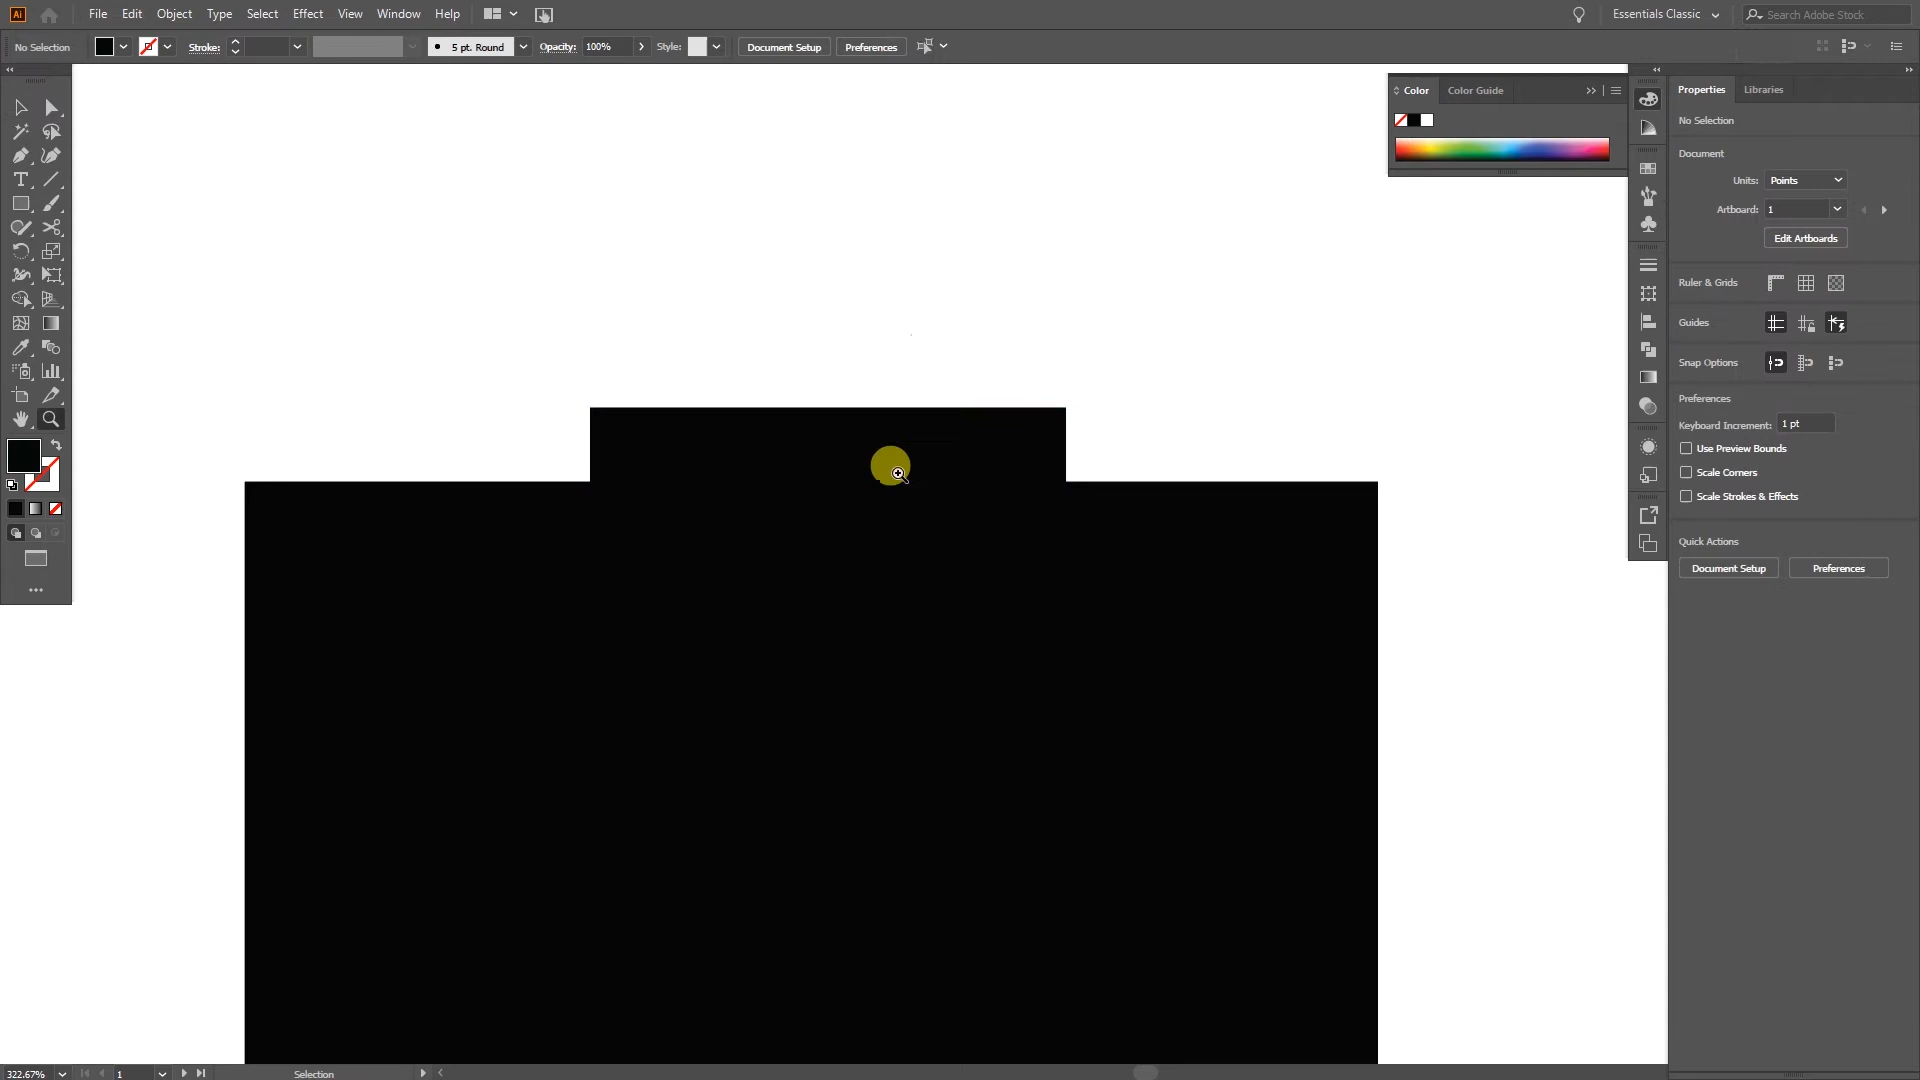 Ai File Edit Object Type Select Effect View Window Help Essentials Classic Search Adobe Stock
No Selection Stroke: 5 pt. Round Opacity: 100% Style: Document Setup Preferences
Color Color Guide
Properties Libraries
No Selection
Document
Units: Points
Artboard: 1
Edit Artboards
Ruler & Grids
Guides
Snap Options
Preferences
Keyboard Increment: 1 pt
Use Preview Bounds
Scale Corners
Scale Strokes & Effects
Quick Actions
Document Setup Preferences
322.67% 1 Selection